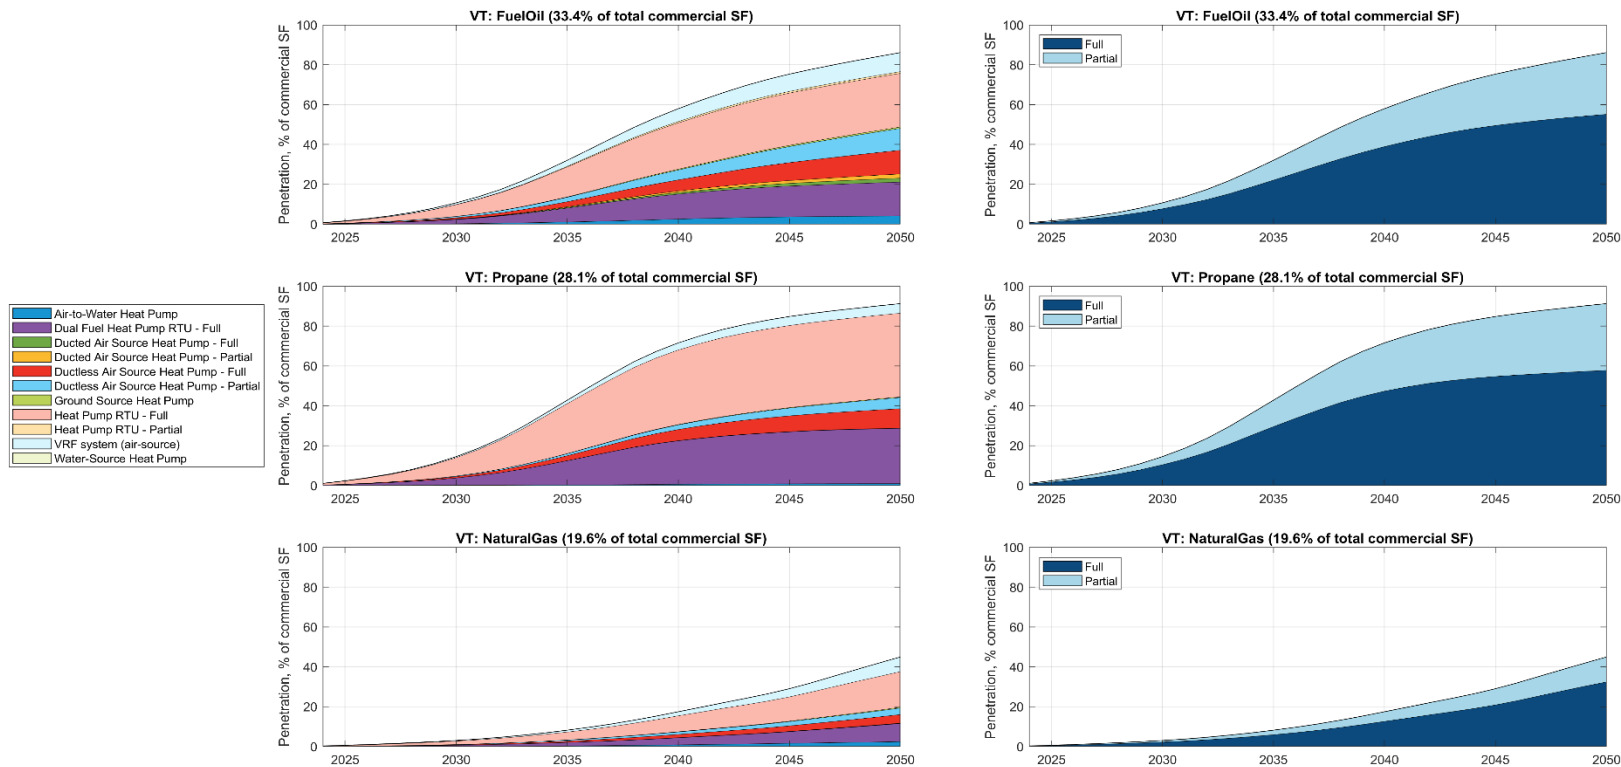 VT: FuelOil (33.4% of total commercial SF)
Penetration, % of commercial SF
100
80
60
40
20
0
2025 2030 2035 2040 2045 2050
VT: FuelOil (33.4% of total commercial SF)
Penetration, % commercial SF
100
80
60
40
20
0
Full
Partial
2025 2030 2035 2040 2045 2050
Air-to-Water Heat Pump
Dual Fuel Heat Pump RTU - Full
Ducted Air Source Heat Pump - Full
Ducted Air Source Heat Pump - Partial
Ductless Air Source Heat Pump - Full
Ductless Air Source Heat Pump - Partial
Ground Source Heat Pump
Heat Pump RTU - Full
Heat Pump RTU - Partial
VRF system (air-source)
Water-Source Heat Pump
VT: Propane (28.1% of total commercial SF)
Penetration, % of commercial SF
100
80
60
40
20
0
2025 2030 2035 2040 2045 2050
VT: Propane (28.1% of total commercial SF)
Penetration, % commercial SF
100
80
60
40
20
0
Full
Partial
2025 2030 2035 2040 2045 2050
VT: NaturalGas (19.6% of total commercial SF)
Penetration, % of commercial SF
100
80
60
40
20
0
2025 2030 2035 2040 2045 2050
VT: NaturalGas (19.6% of total commercial SF)
Penetration, % commercial SF
100
80
60
40
20
0
Full
Partial
2025 2030 2035 2040 2045 2050